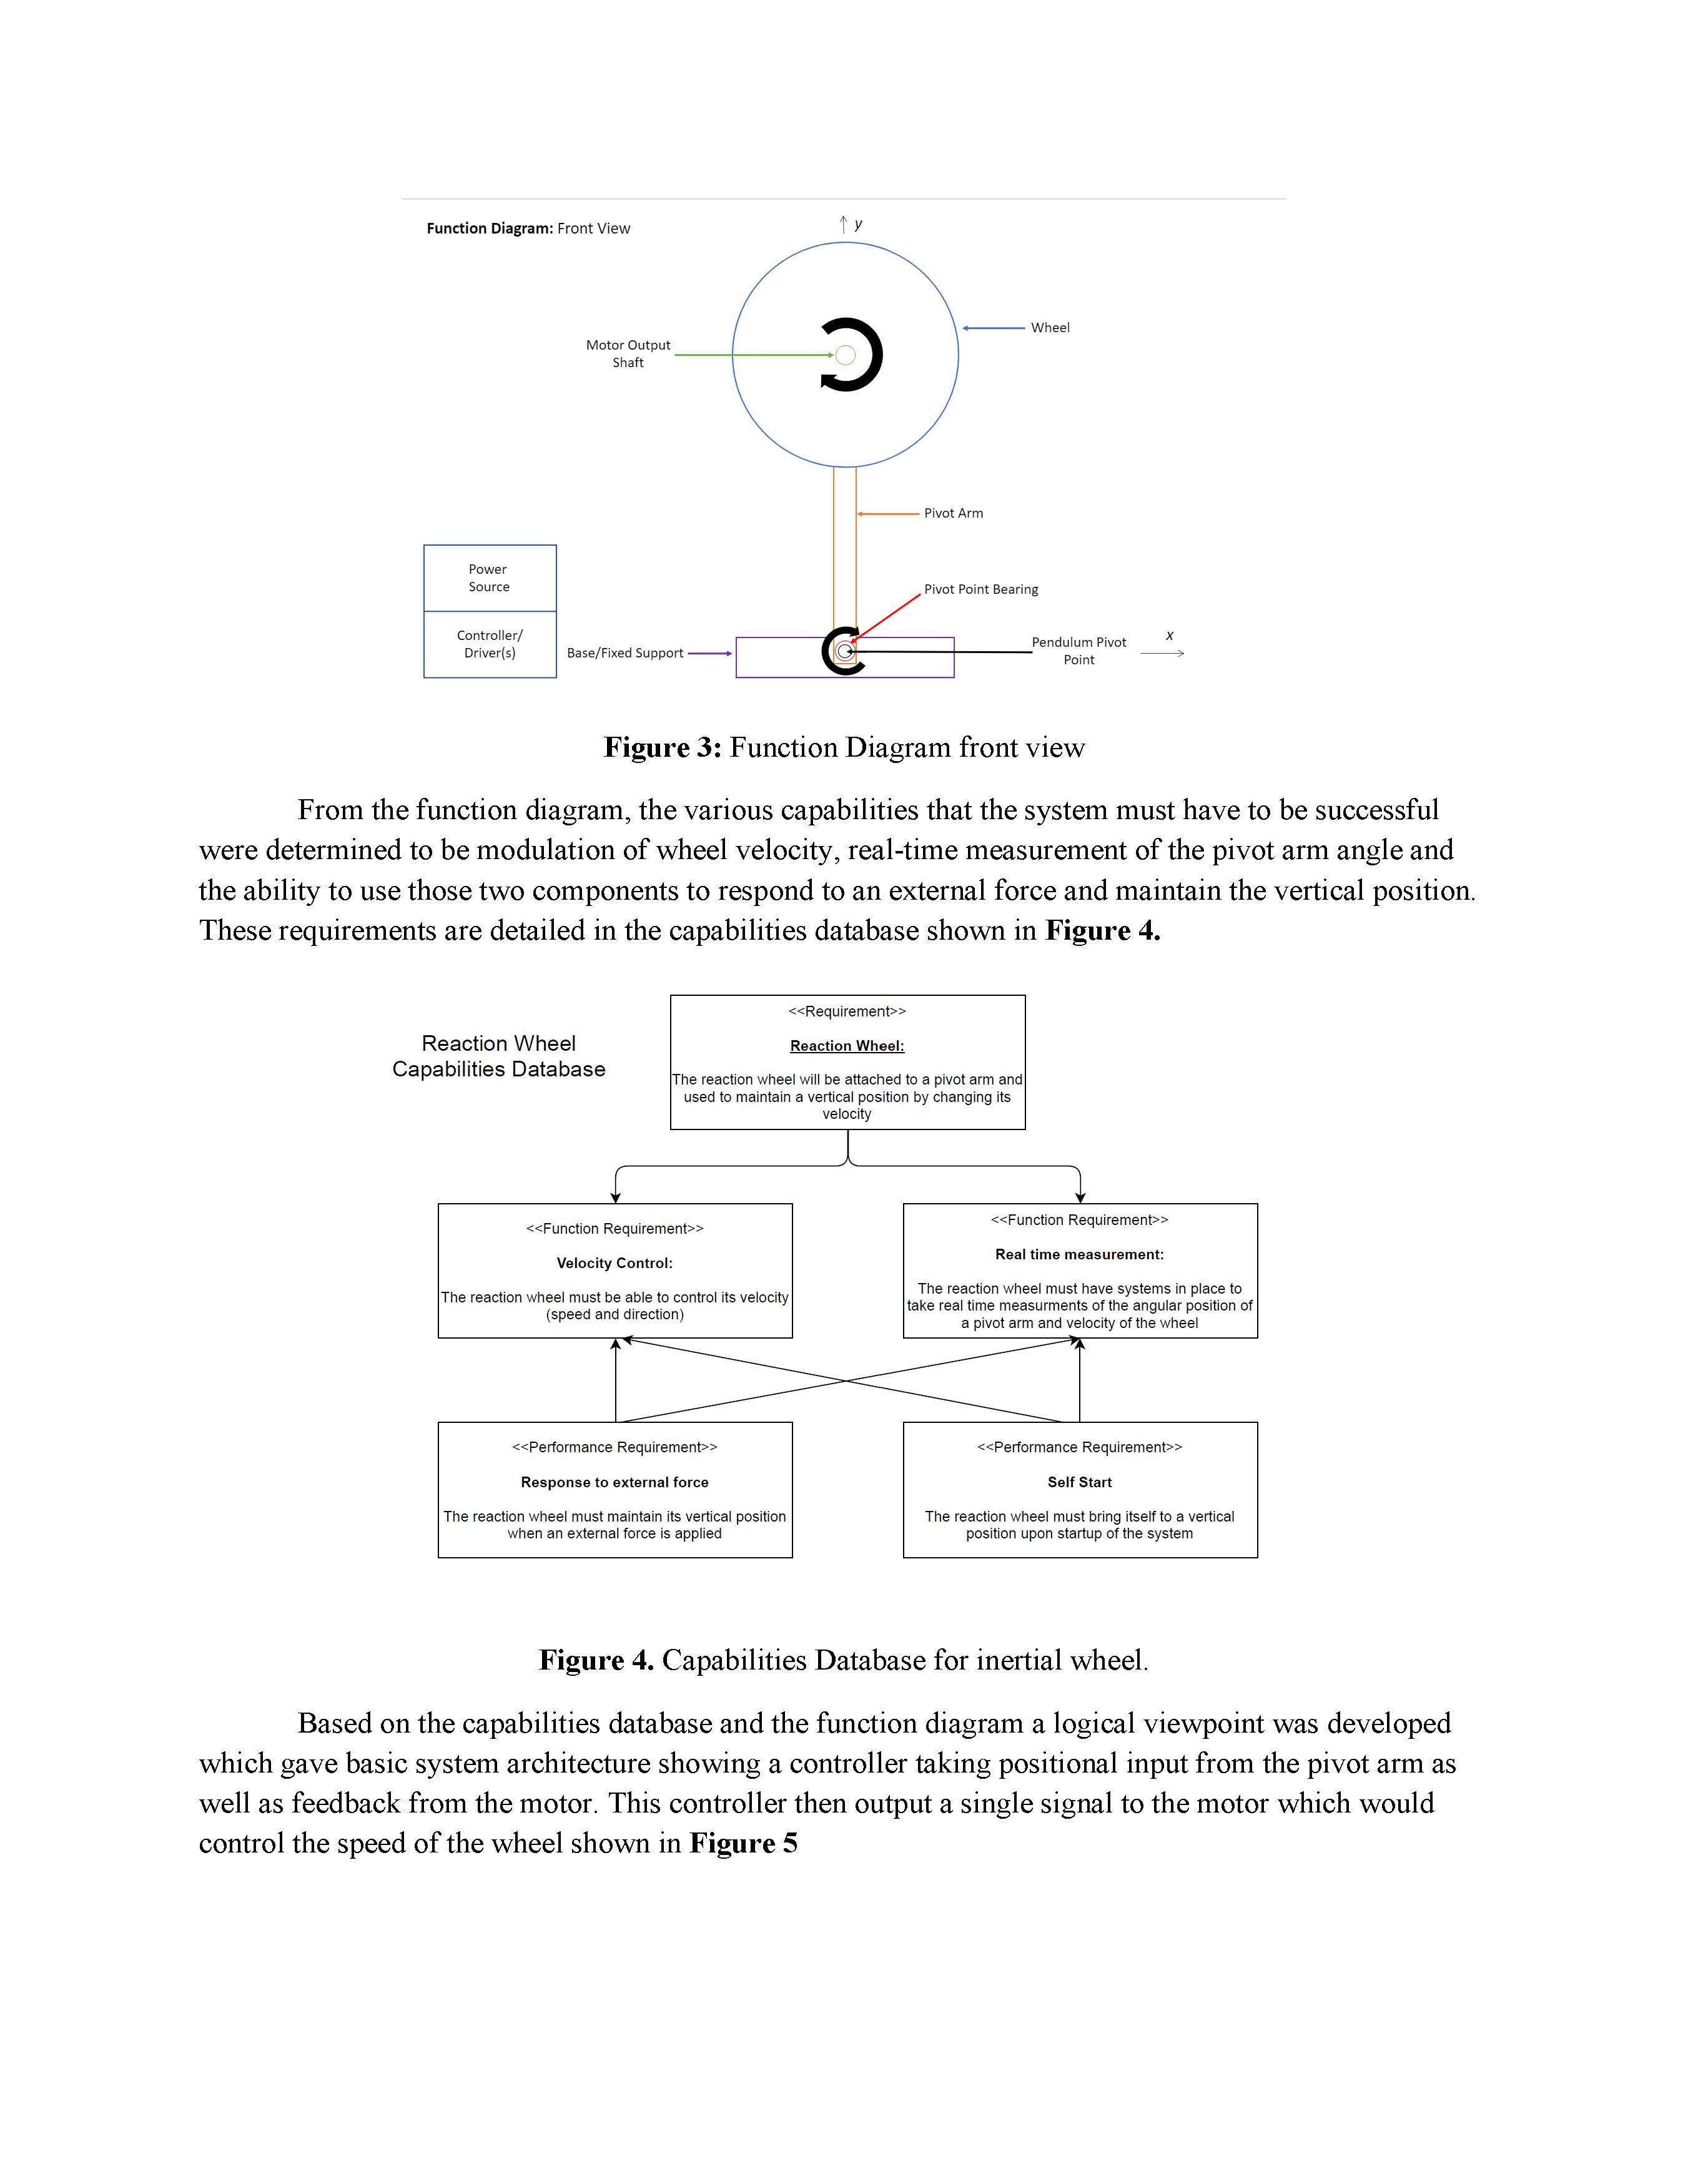 Function Diagram: Front View
y
Wheel
Motor Output
Shaft
Pivot Arm
Power
Source
Pivot Point Bearing
Controller/
Driver(s)
Base/Fixed Support
Pendulum Pivot
Point
x
Figure 3: Function Diagram front view
From the function diagram, the various capabilities that the system must have to be successful
were determined to be modulation of wheel velocity, real-time measurement of the pivot arm angle and
the ability to use those two components to respond to an external force and maintain the vertical position.
These requirements are detailed in the capabilities database shown in Figure 4.
Reaction Wheel
Capabilities Database
<<Requirement>>
Reaction Wheel:
The reaction wheel will be attached to a pivot arm and
used to maintain a vertical position by changing its
velocity
<<Function Requirement>>
Velocity Control:
The reaction wheel must be able to control its velocity
(speed and direction)
<<Function Requirement>>
Real time measurement:
The reaction wheel must have systems in place to
take real time measurments of the angular position of
a pivot arm and velocity of the wheel
<<Performance Requirement>>
Response to external force
The reaction wheel must maintain its vertical position
when an external force is applied
<<Performance Requirement>>
Self Start
The reaction wheel must bring itself to a vertical
position upon startup of the system
Figure 4. Capabilities Database for inertial wheel.
Based on the capabilities database and the function diagram a logical viewpoint was developed
which gave basic system architecture showing a controller taking positional input from the pivot arm as
well as feedback from the motor. This controller then output a single signal to the motor which would
control the speed of the wheel shown in Figure 5